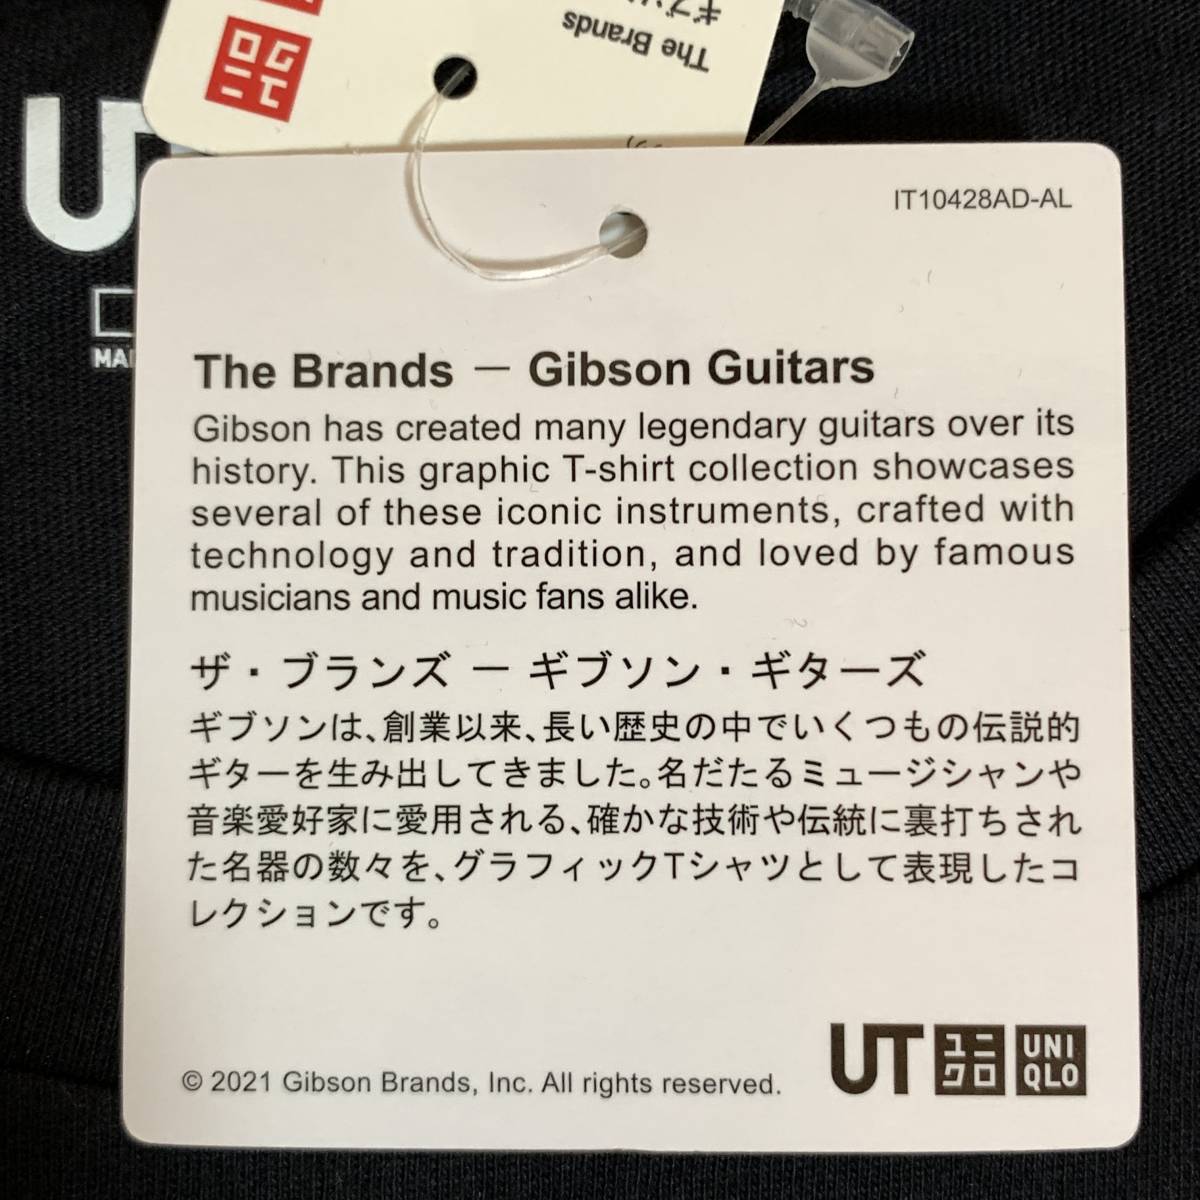 The Brands
UT
MA
IT10428AD-AL
The Brands — Gibson Guitars
Gibson has created many legendary guitars over its
history. This graphic T-shirt collection showcases
several of these iconic instruments, crafted with
technology and tradition, and loved by famous
musicians and music fans alike.
ザ・ブランズ — ギブソン・ギターズ
ギブソンは、創業以来、長い歴史の中でいくつもの伝説的
ギターを生み出してきました。名だたるミュージシャンや
音楽愛好家に愛用される、確かな技術や伝統に裏打ちされ
た名器の数々を、グラフィックTシャツとして表現したコ
レクションです。
© 2021 Gibson Brands, Inc. All rights reserved.
UT ユニクロ UNIQLO